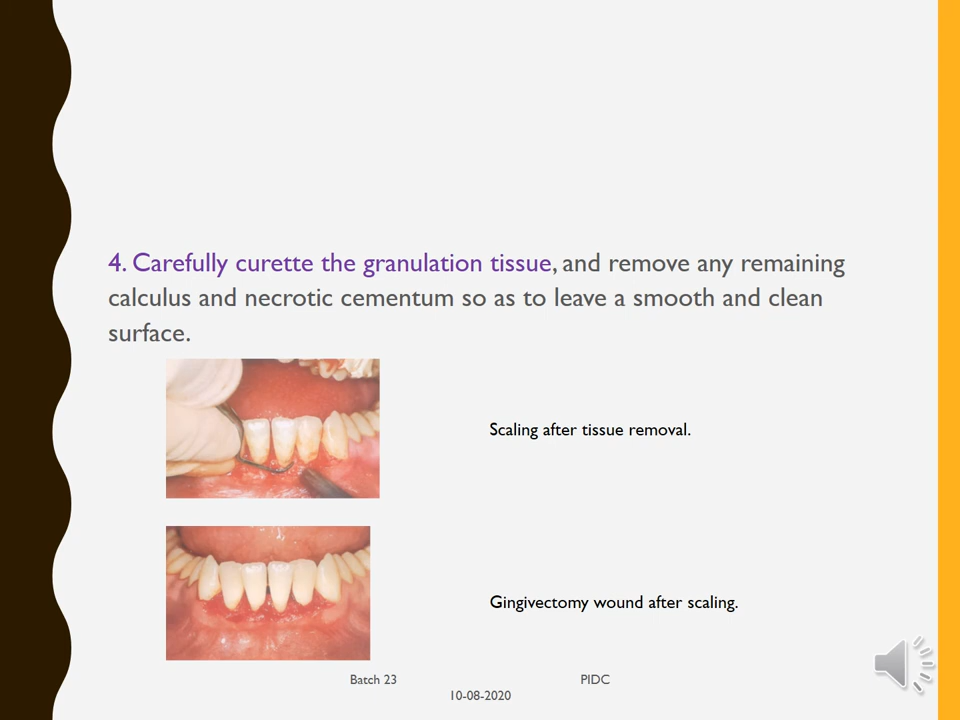 4. Carefully curette the granulation tissue, and remove any remaining
calculus and necrotic cementum so as to leave a smooth and clean
surface.
Scaling after tissue removal.
Gingivectomy wound after scaling.
Batch 23 PIDC
10-08-2020